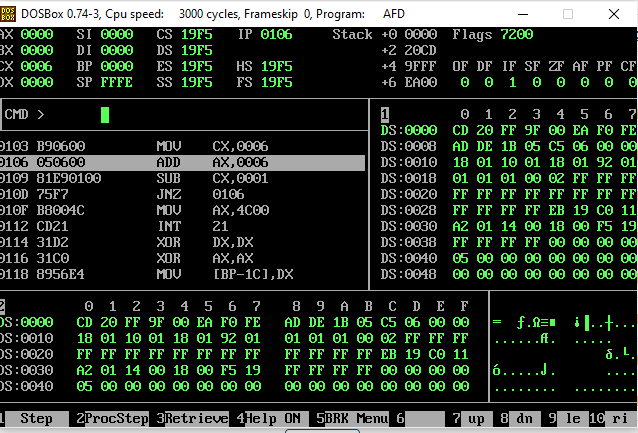 DOSBox 0.74-3, Cpu speed: 3000 cycles, Frameskip 0, Program: AFD
AX 0000 SI 0000 CS 19F5 IP 0106 Stack +0 0000 Flags 7200
BX 0000 DI 0000 DS 19F5 +2 20CD
CX 0006 BP 0000 ES 19F5 HS 19F5 +4 9FFF OF DF IF SF ZF AF PF CF
DX 0000 SP FFFE SS 19F5 FS 19F5 +6 EA00 0 0 1 0 0 0 0 0
CMD >
0103 B90600 MOV CX,0006
0106 050600 ADD AX,0006
0109 81E90100 SUB CX,0001
010D 75F7 JNZ 0106
010F B8004C MOV AX,4C00
0112 CD21 INT 21
0114 31D2 XOR DX,DX
0116 31C0 XOR AX,AX
0118 8956E4 MOV [BP-1C],DX
1 0 1 2 3 4 5 6 7
DS:0000 CD 20 FF 9F 00 EA F0 FE
DS:0008 AD DE 1B 05 C5 06 00 00
DS:0010 18 01 10 01 18 01 92 01
DS:0018 01 01 01 00 02 FF FF FF
DS:0020 FF FF FF FF FF FF FF FF
DS:0028 FF FF FF FF EB 19 C0 11
DS:0030 A2 01 14 00 18 00 F5 19
DS:0038 FF FF FF FF 00 00 00 00
DS:0040 05 00 00 00 00 00 00 00
DS:0048 00 00 00 00 00 00 00 00
2 0 1 2 3 4 5 6 7 8 9 A B C D E F
DS:0000 CD 20 FF 9F 00 EA F0 FE AD DE 1B 05 C5 06 00 00 = ƒ.Ω≡■ ¡▐..┼...
DS:0010 18 01 10 01 18 01 92 01 01 01 01 00 02 FF FF FF
DS:0020 FF FF FF FF FF FF FF FF FF FF FF FF EB 19 C0 11 δ.└.
DS:0030 A2 01 14 00 18 00 F5 19 FF FF FF FF 00 00 00 00 ó.....⌡.
DS:0040 05 00 00 00 00 00 00 00 00 00 00 00 00 00 00 00 ........ ........
1 Step 2ProcStep 3Retrieve 4Help ON 5BRK Menu 6 7 up 8 dn 9 le 10 ri